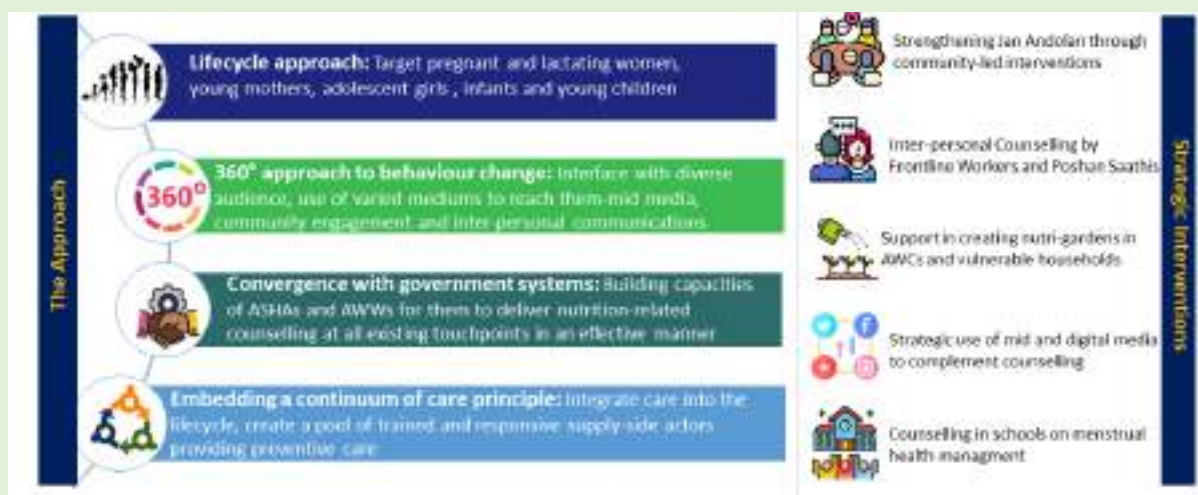 The Approach
Lifecycle approach: Target pregnant and lactating women,
young mothers, adolescent girls , infants and young children
360°
360° approach to behaviour change: Interface with diverse
audience, use of varied mediums to reach them-mid media,
community engagement and inter-personal communications
Convergence with government systems: Building capacities
of ASHAs and AWWs for them to deliver nutrition-related
counselling at all existing touchpoints in an effective manner
Embedding a continuum of care principle: Integrate care into the
lifecycle, create a pool of trained and responsive supply-side actors
providing preventive care
Strengthening Jan Andolan through
community-led interventions
Inter-personal Counselling by
Frontline Workers and Poshan Saathis
Support in creating nutri-gardens in
AWCs and vulnerable households
Strategic use of mid and digital media
to complement counselling
Counselling in schools on menstrual
health managment
Strategic Interventions